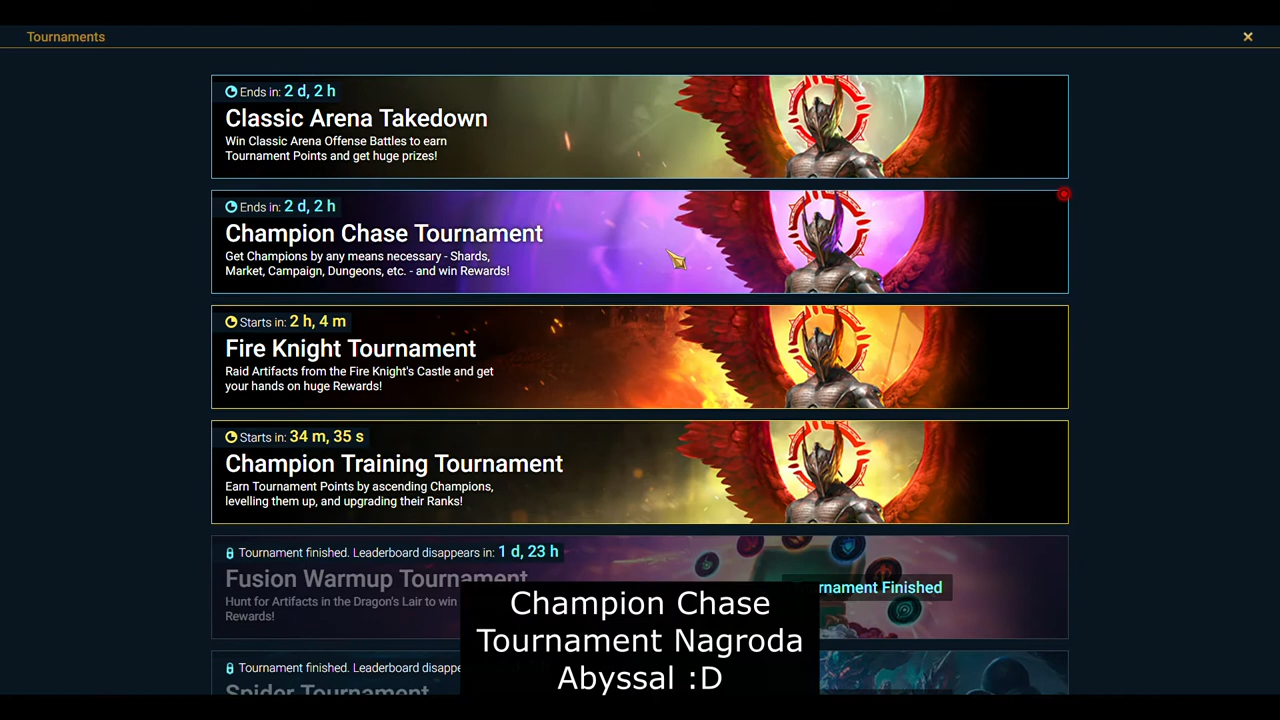 Tournaments
Ends in: 2 d, 2 h
Classic Arena Takedown
Win Classic Arena Offense Battles to earn
Tournament Points and get huge prizes!
Ends in: 2 d, 2 h
Champion Chase Tournament
Get Champions by any means necessary - Shards,
Market, Campaign, Dungeons, etc. - and win Rewards!
Starts in: 2 h, 4 m
Fire Knight Tournament
Raid Artifacts from the Fire Knight's Castle and get
your hands on huge Rewards!
Starts in: 34 m, 35 s
Champion Training Tournament
Earn Tournament Points by ascending Champions,
levelling them up, and upgrading their Ranks!
Tournament finished. Leaderboard disappears in: 1 d, 23 h
Fusion Warmup Tournament
Hunt for Artifacts in the Dragon's Lair to win
Rewards!
Finished
Tournament finished. Leaderboard
Spider Tournament
Champion Chase
Tournament Nagroda
Abyssal :D